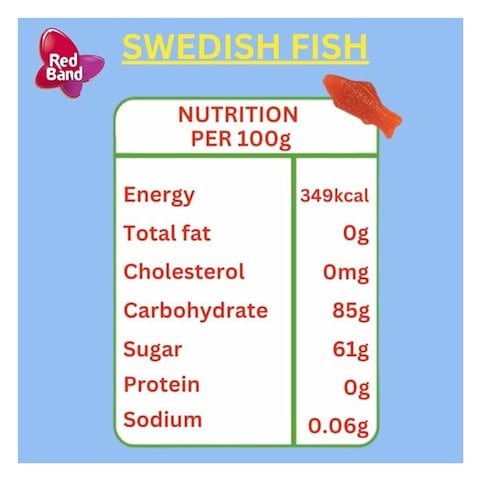 Red
Band
SWEDISH FISH
NUTRITION
PER 100g
Energy 349kcal
Total fat 0g
Cholesterol 0mg
Carbohydrate 85g
Sugar 61g
Protein 0g
Sodium 0.06g